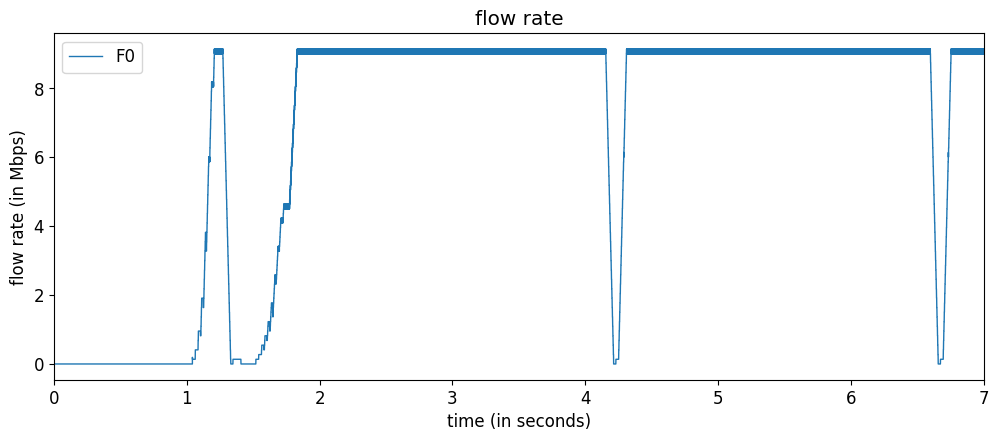 flow rate
F0
flow rate (in Mbps)
8
6
4
2
0
0 1 2 3 4 5 6 7
time (in seconds)